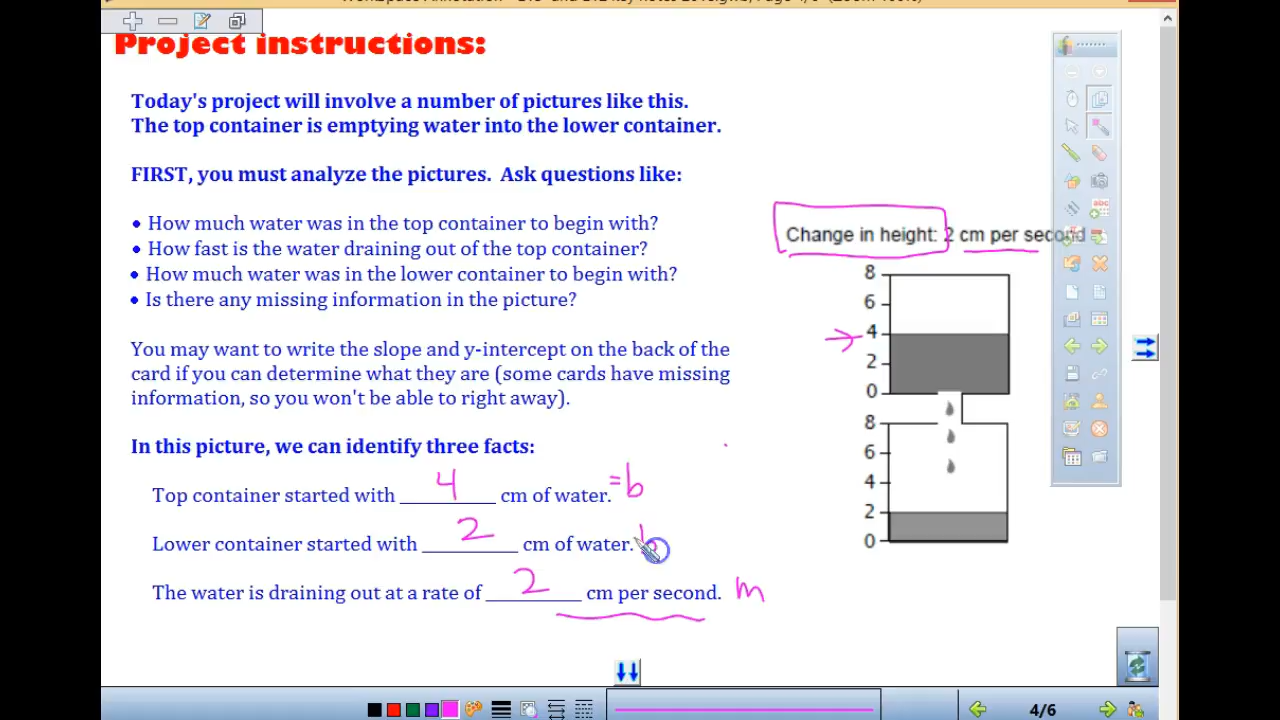 Project instructions:
Today's project will involve a number of pictures like this.
The top container is emptying water into the lower container.
FIRST, you must analyze the pictures. Ask questions like:
• How much water was in the top container to begin with?
• How fast is the water draining out of the top container?
• How much water was in the lower container to begin with?
• Is there any missing information in the picture?
You may want to write the slope and y-intercept on the back of the
card if you can determine what they are (some cards have missing
information, so you won't be able to right away).
In this picture, we can identify three facts:
Top container started with 4 cm of water. =b
Lower container started with 2 cm of water. b
The water is draining out at a rate of 2 cm per second. m
Change in height: 2 cm per second
8
6
4
2
0
8
6
4
2
0
abc
4/6